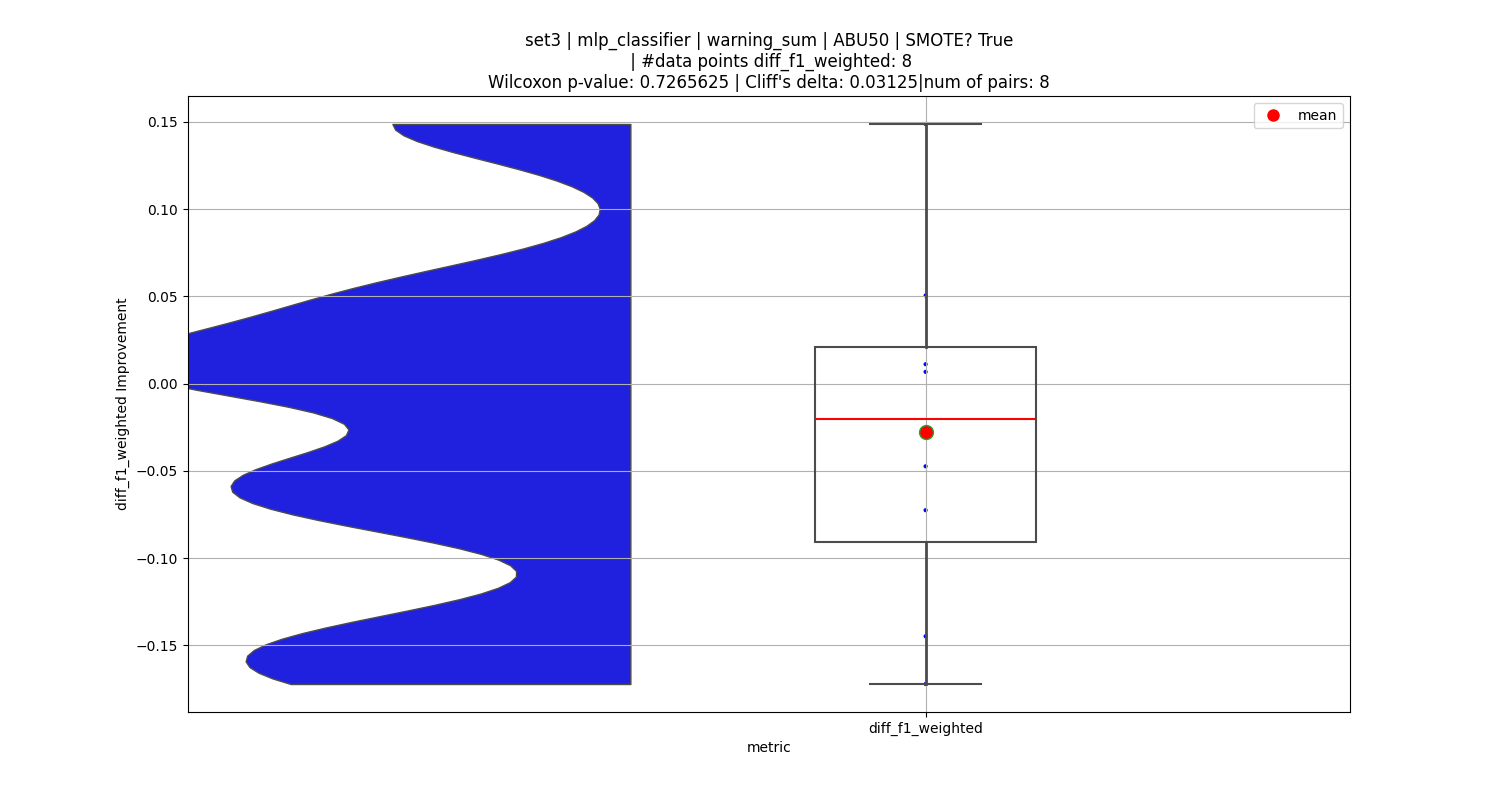 set3 | mlp_classifier | warning_sum | ABU50 | SMOTE? True
| #data points diff_f1_weighted: 8
Wilcoxon p-value: 0.7265625 | Cliff's delta: 0.03125|num of pairs: 8
mean
0.15
0.10
0.05
0.00
−0.05
−0.10
−0.15
diff_f1_weighted Improvement
diff_f1_weighted
metric